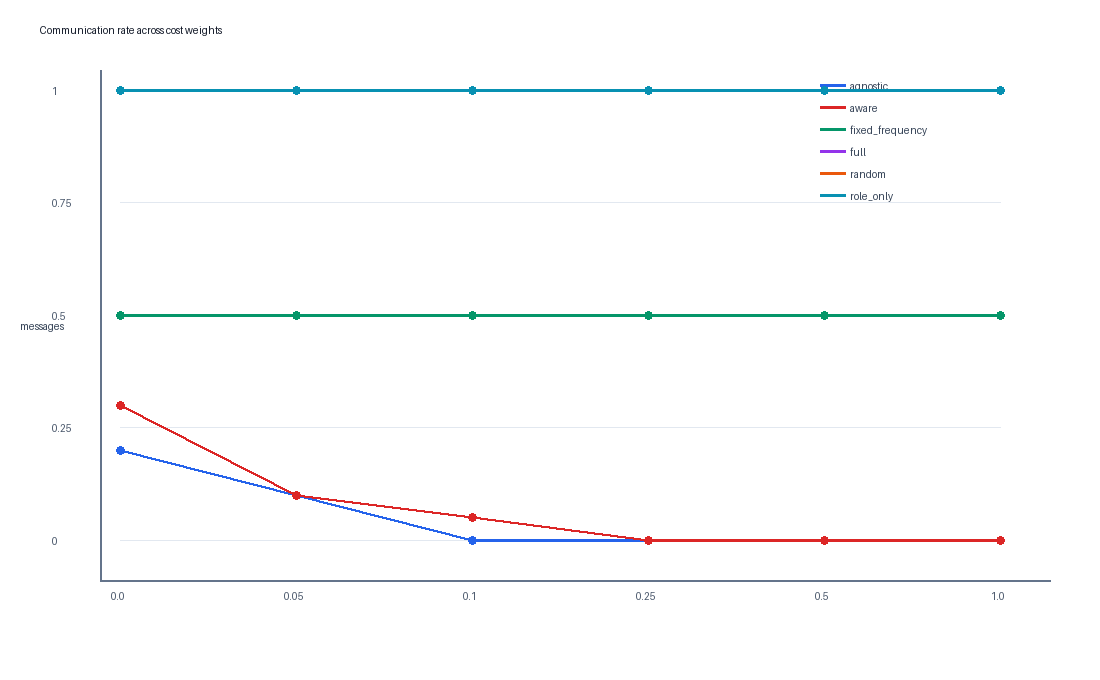 Communication rate across cost weights
1
0.75
0.5
messages
0.25
0
0.0 0.05 0.1 0.25 0.5 1.0
agnostic
aware
fixed_frequency
full
random
role_only